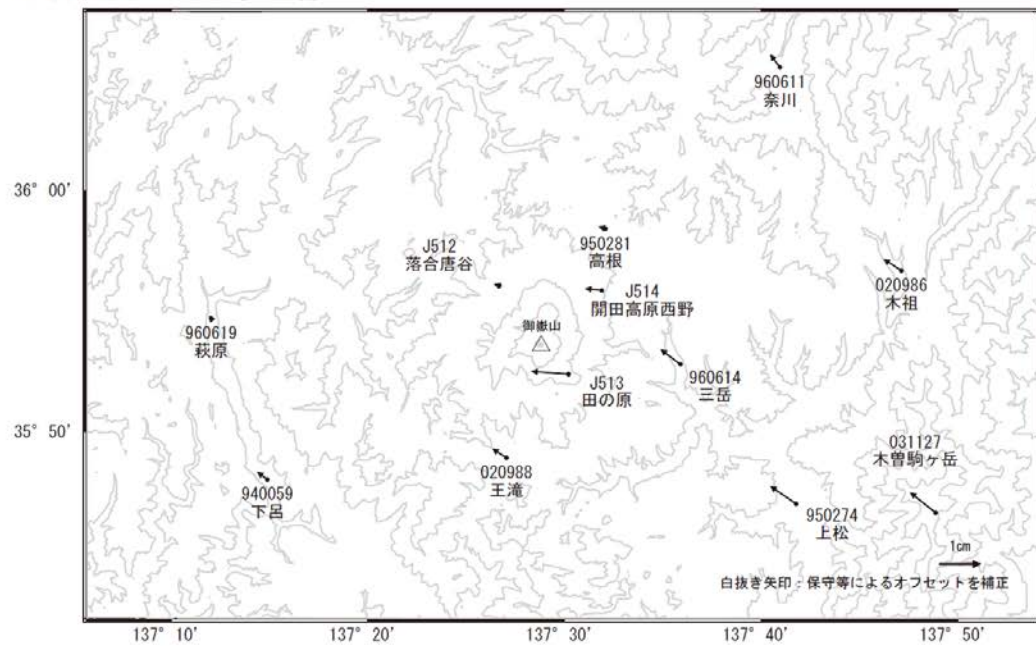 960611
奈川
36° 00′
950281
高根
J512
落合唐谷
020986
木祖
J514
開田高原西野
御嶽山
960619
萩原
960614
三岳
J513
田の原
35° 50′
031127
木曽駒ヶ岳
020988
王滝
940059
下呂
950274
上松
1cm
白抜き矢印：保守等によるオフセットを補正
137° 10′
137° 20′
137° 30′
137° 40′
137° 50′